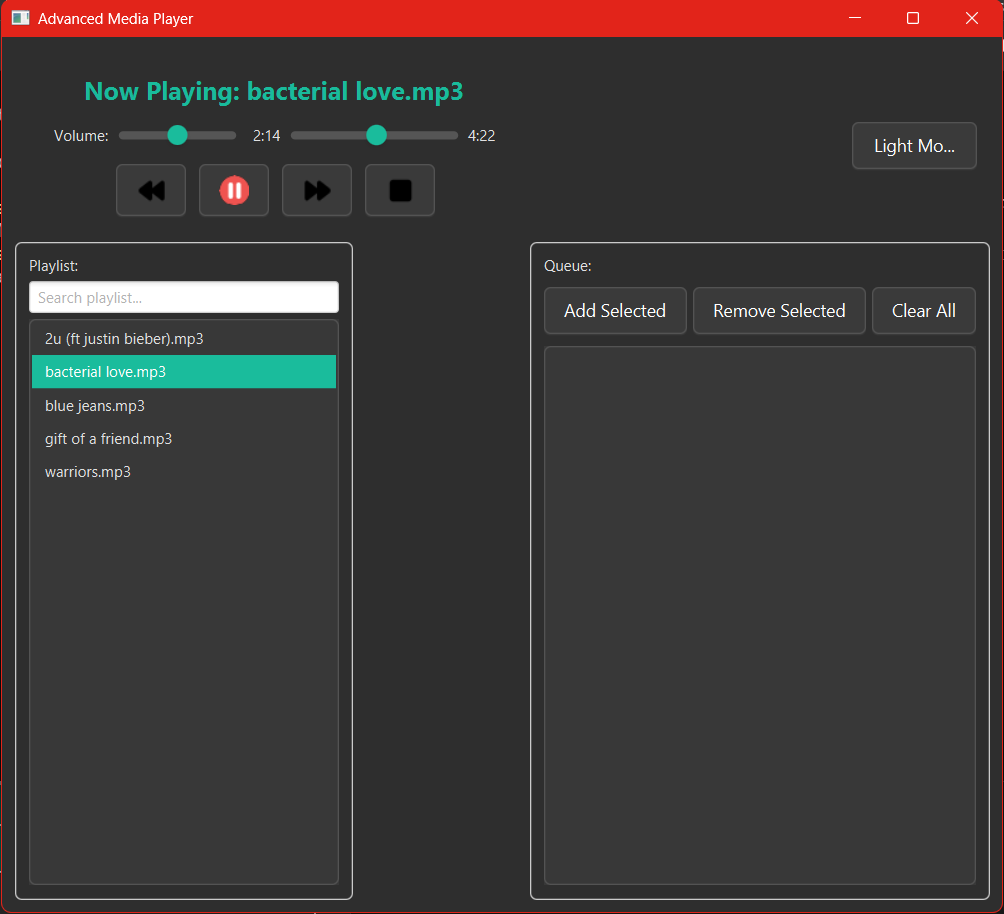 Advanced Media Player
Now Playing: bacterial love.mp3
Volume: 2:14 4:22
Light Mo...
Playlist:
Search playlist...
2u (ft justin bieber).mp3
bacterial love.mp3
blue jeans.mp3
gift of a friend.mp3
warriors.mp3
Queue:
Add Selected Remove Selected Clear All